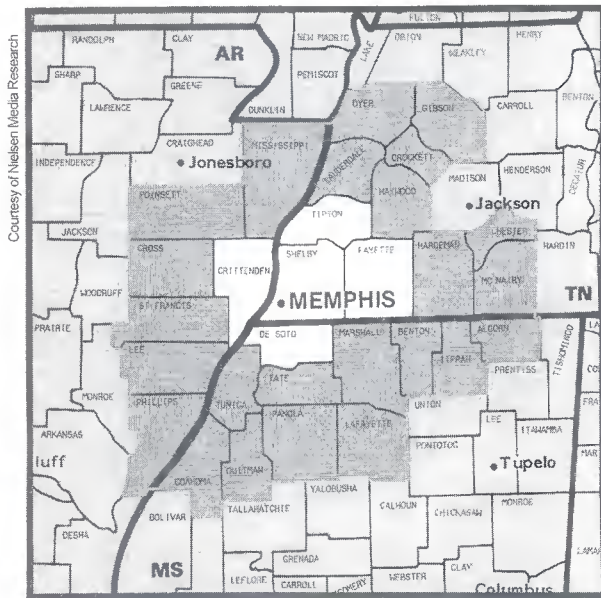 Courtesy of Nielsen Media Research
FULTON
RANDOLPH
CLAY
AR
NEW MADRID
LAKE
OBION
HENRY
WEAKLEY
SHARP
GREENE
PEMISCOT
LAWRENCE
DUNKLIN
DYER
GIBSON
CARROLL
BENTON
CRAIGHEAD
MISSISSIPPI
INDEPENDENCE
Jonesboro
LAUDERDALE
CROCKETT
MADISON
HENDERSON
DECATUR
POINSETT
HAYWOOD
Jackson
JACKSON
TIPTON
CHESTER
CROSS
SHELBY
FAYETTE
HARDEMAN
HARDIN
CRITTENDEN
MC NAIRY
WOODRUFF
MEMPHIS
TN
ST FRANCIS
PRAIRIE
DE SOTO
MARSHALL
BENTON
ALCORN
LEE
TIPPAH
TISHOMINGO
TATE
PRENTISS
MONROE
PHILLIPS
TUNICA
PANOLA
UNION
LEE
ITAWAMBA
ARKANSAS
LAFAYETTE
PONTOTOC
luff
QUITMAN
Tupelo
COAHOMA
YALOBUSHA
BOLIVAR
TALLAHATCHIE
CALHOUN
MONROE
CHICKASAW
DESHA
GRENADA
MS
LEFLORE
CARROLL
WEBSTER
CLAY
Columbus